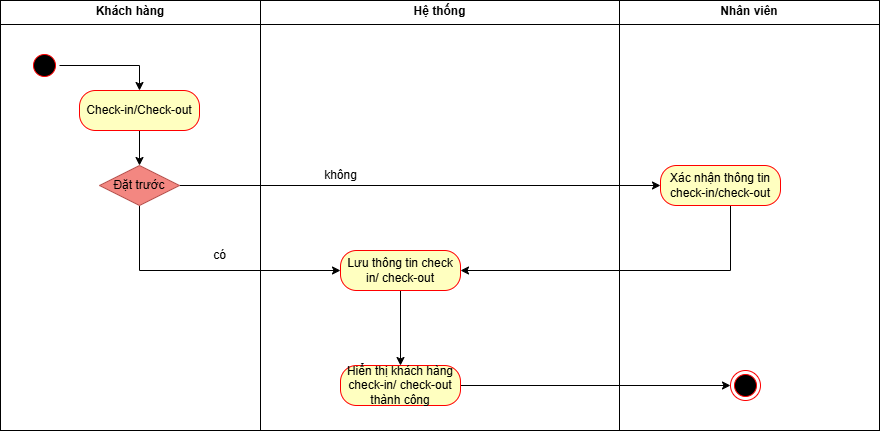 Khách hàng
Hệ thống
Nhân viên
Check-in/Check-out
Đặt trước
không
Xác nhận thông tin
check-in/check-out
có
Lưu thông tin check
in/ check-out
Hiễn thị khách hàng
check-in/ check-out
thành công